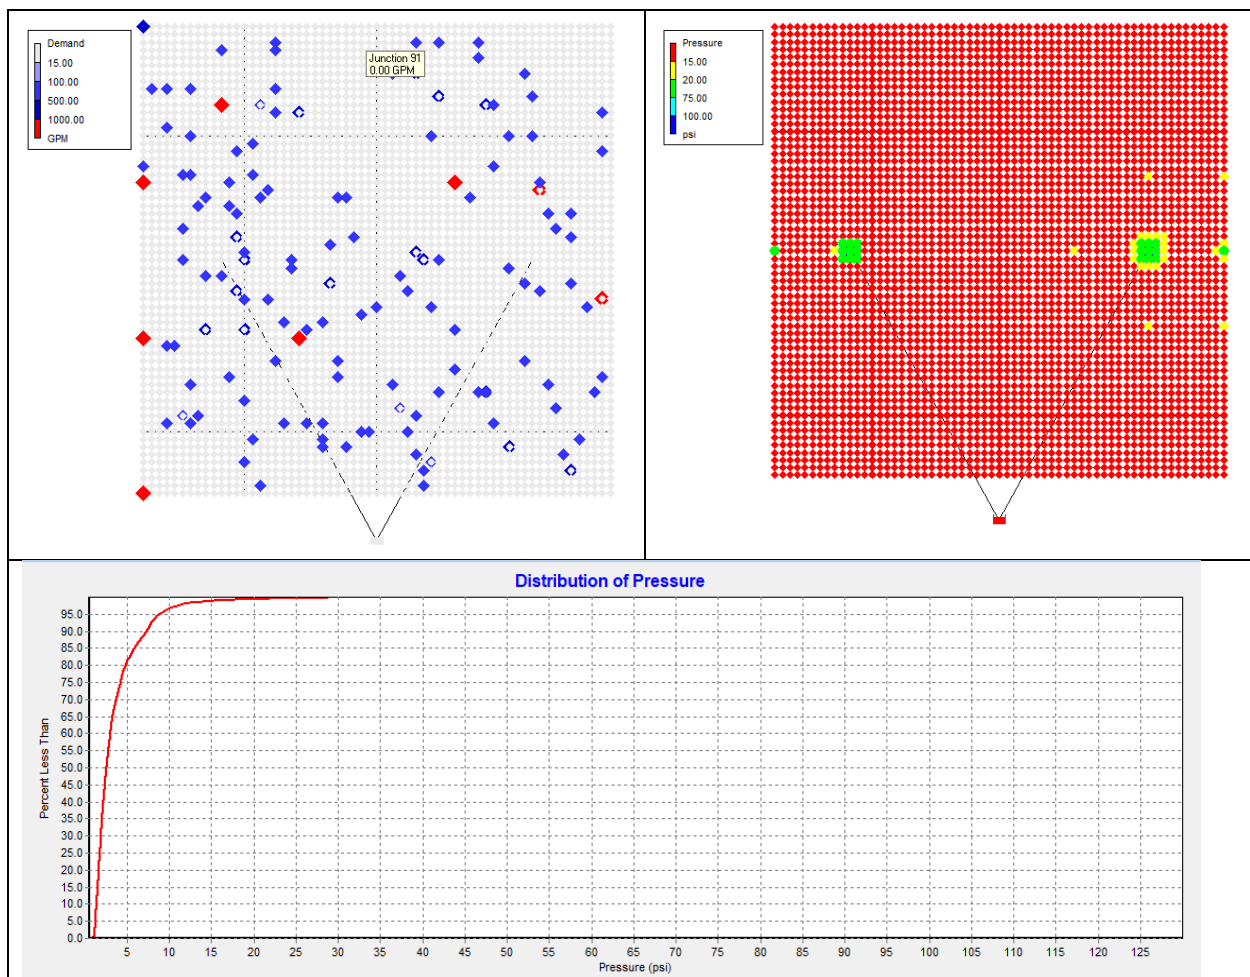 Demand
15.00
100.00
500.00
1000.00
GPM
Junction 91
0.00 GPM
Pressure
15.00
20.00
75.00
100.00
psi
Distribution of Pressure
Percent Less Than
95.0
90.0
85.0
80.0
75.0
70.0
65.0
60.0
55.0
50.0
45.0
40.0
35.0
30.0
25.0
20.0
15.0
10.0
5.0
0.0
5 10 15 20 25 30 35 40 45 50 55 60 65 70 75 80 85 90 95 100 105 110 115 120 125
Pressure (psi)